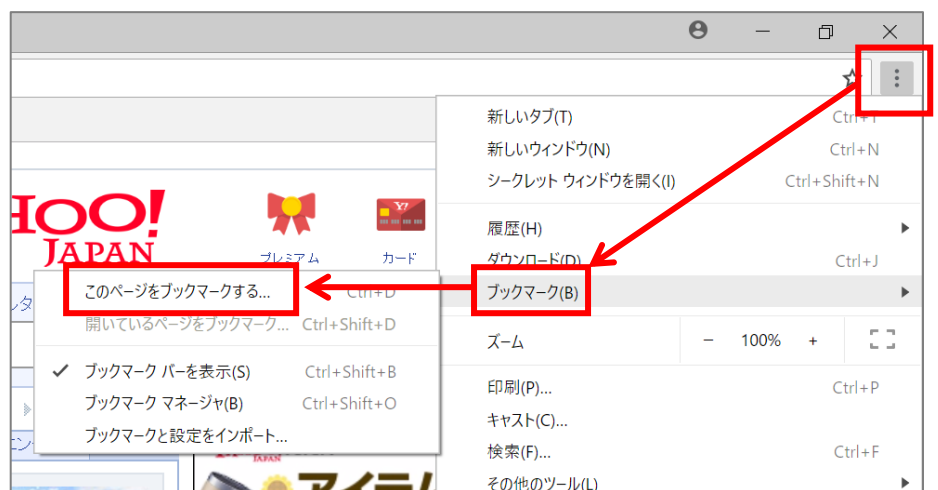 新しいタブ(T) Ctrl+T
新しいウィンドウ(N) Ctrl+N
シークレット ウィンドウを開く(I) Ctrl+Shift+N
履歴(H)
ダウンロード(D) Ctrl+J
ブックマーク(B)
ズーム − 100% +
印刷(P)... Ctrl+P
キャスト(C)...
検索(F)... Ctrl+F
その他のツール(L)
HOO!
JAPAN
プレミアム
カード
このページをブックマークする... Ctrl+D
開いているページをブックマーク... Ctrl+Shift+D
ブックマーク バーを表示(S) Ctrl+Shift+B
ブックマーク マネージャ(B) Ctrl+Shift+O
ブックマークと設定をインポート...
JAPAN
アイテム